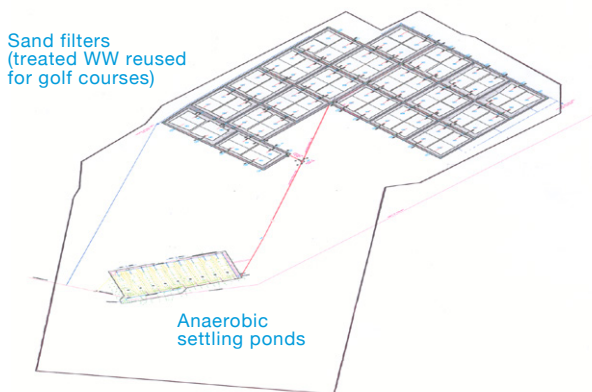 Sand filters
(treated WW reused
for golf courses)
Anaerobic
settling ponds